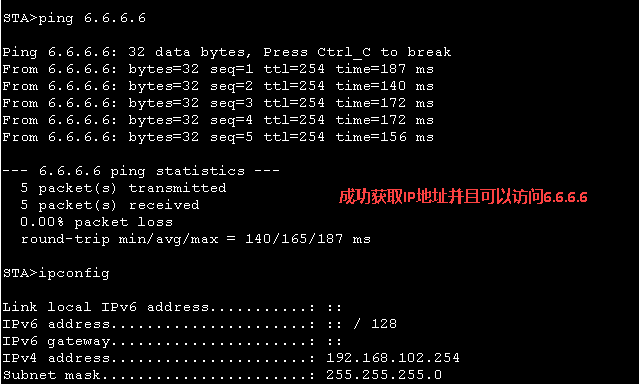 STA>ping 6.6.6.6
Ping 6.6.6.6: 32 data bytes, Press Ctrl_C to break
From 6.6.6.6: bytes=32 seq=1 ttl=254 time=187 ms
From 6.6.6.6: bytes=32 seq=2 ttl=254 time=140 ms
From 6.6.6.6: bytes=32 seq=3 ttl=254 time=172 ms
From 6.6.6.6: bytes=32 seq=4 ttl=254 time=172 ms
From 6.6.6.6: bytes=32 seq=5 ttl=254 time=156 ms
--- 6.6.6.6 ping statistics ---
5 packet(s) transmitted
5 packet(s) received
0.00% packet loss
round-trip min/avg/max = 140/165/187 ms
成功获取IP地址并且可以访问6.6.6.6
STA>ipconfig
Link local IPv6 address...........: ::
IPv6 address......................: :: / 128
IPv6 gateway......................: ::
IPv4 address......................: 192.168.102.254
Subnet mask.......................: 255.255.255.0